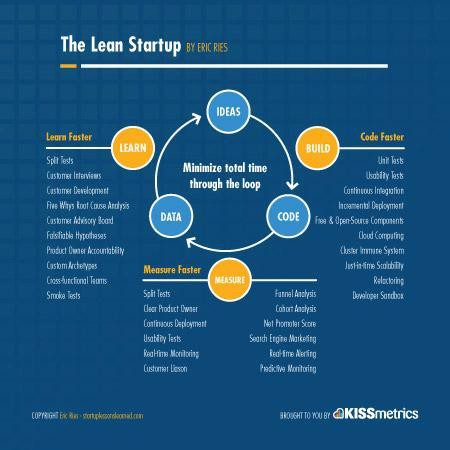 The Lean Startup BY ERIC RIES
IDEAS
Learn Faster
LEARN
BUILD
Code Faster
Minimize total time
through the loop
Split Tests
Customer Interviews
Customer Development
Five Whys Root Cause Analysis
Customer Advisory Board
Falsifiable Hypotheses
Product Owner Accountability
Custom Archetypes
Cross-functional Teams
Smoke Tests
DATA
CODE
Unit Tests
Usability Tests
Continuous Integration
Incremental Deployment
Free & Open-Source Components
Cloud Computing
Cluster Immune System
Just-in-time Scalability
Refactoring
Developer Sandbox
Measure Faster
MEASURE
Split Tests
Clear Product Owner
Continuous Deployment
Usability Tests
Real-time Monitoring
Customer Liason
Funnel Analysis
Cohort Analysis
Net Promoter Score
Search Engine Marketing
Real-time Alerting
Predictive Monitoring
COPYRIGHT Eric Ries - startuplessonslearned.com
BROUGHT TO YOU BY KISSmetrics